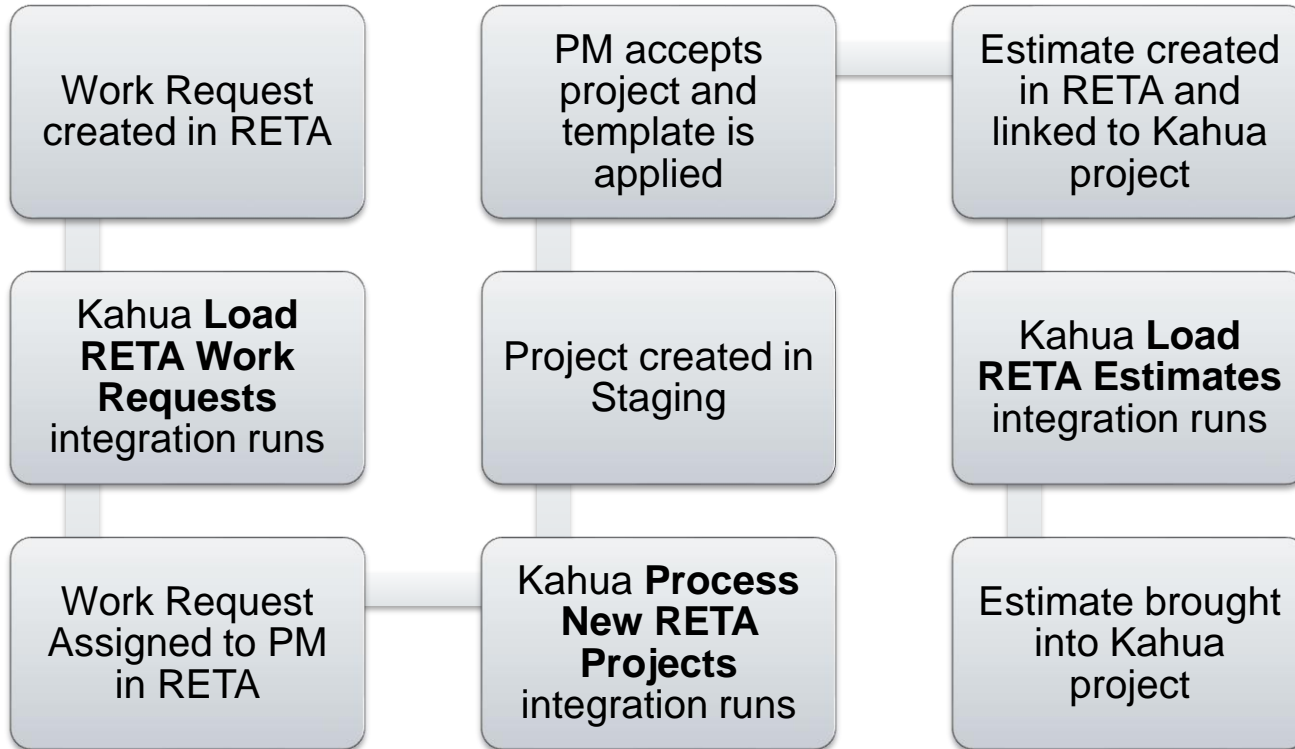 Work Request
created in RETA
Kahua Load
RETA Work
Requests
integration runs
Work Request
Assigned to PM
in RETA
Kahua Process
New RETA
Projects
integration runs
Project created in
Staging
PM accepts
project and
template is
applied
Estimate created
in RETA and
linked to Kahua
project
Kahua Load
RETA Estimates
integration runs
Estimate brought
into Kahua
project